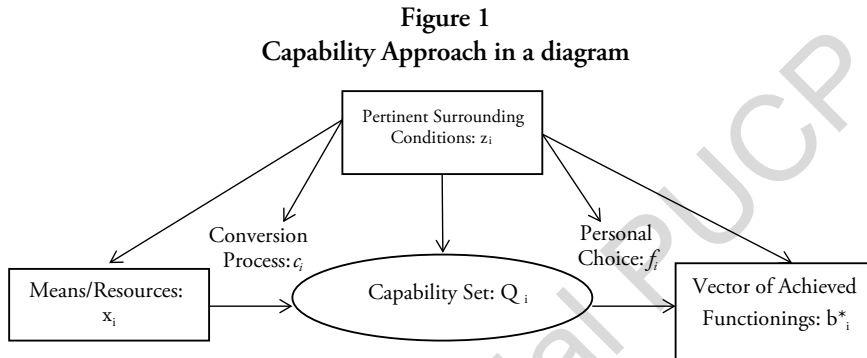 Figure 1
Capability Approach in a diagram
Pertinent Surrounding
Conditions: zᵢ
Conversion
Process: cᵢ
Personal
Choice: fᵢ
Means/Resources:
xᵢ
Capability Set: Q ᵢ
Vector of Achieved
Functionings: b*ᵢ
PUCP